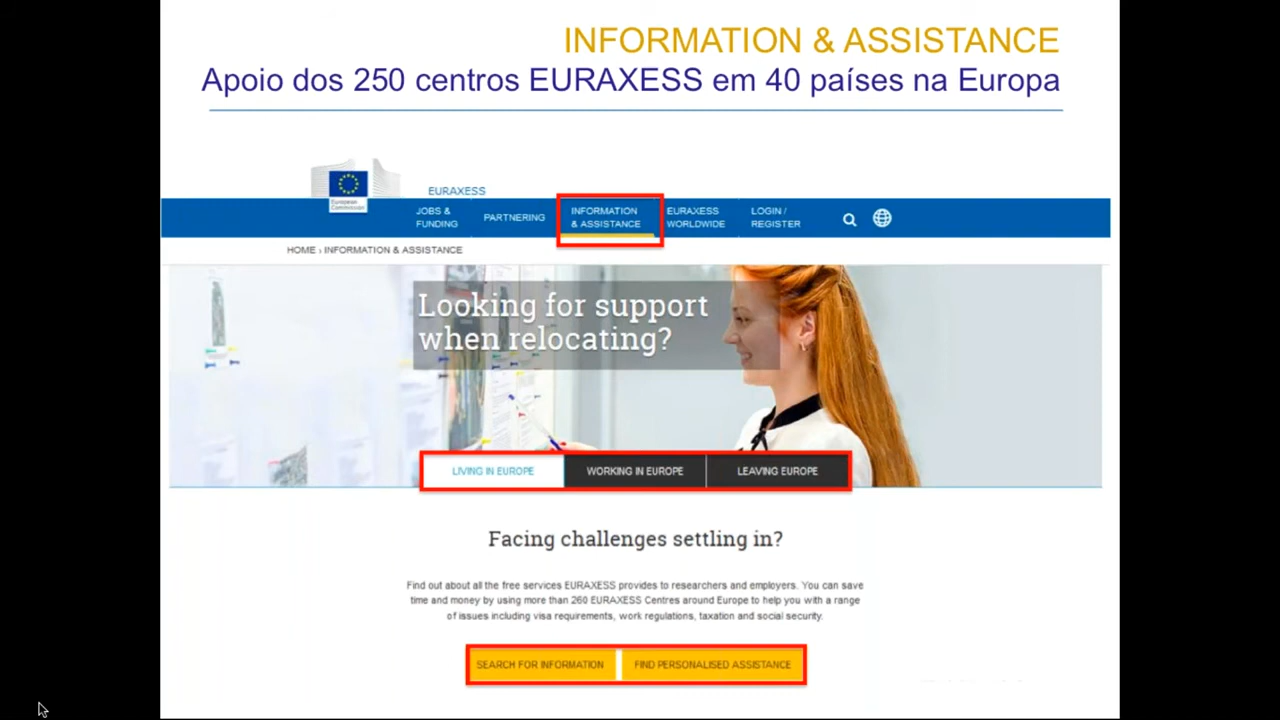 INFORMATION & ASSISTANCE
Apoio dos 250 centros EURAXESS em 40 países na Europa
European
Commission
EURAXESS
JOBS &
FUNDING
PARTNERING
INFORMATION
& ASSISTANCE
EURAXESS
WORLDWIDE
LOGIN /
REGISTER
HOME › INFORMATION & ASSISTANCE
Looking for support
when relocating?
LIVING IN EUROPE
WORKING IN EUROPE
LEAVING EUROPE
Facing challenges settling in?
Find out about all the free services EURAXESS provides to researchers and employers. You can save
time and money by using more than 260 EURAXESS Centres around Europe to help you with a range
of issues including visa requirements, work regulations, taxation and social security.
SEARCH FOR INFORMATION
FIND PERSONALISED ASSISTANCE